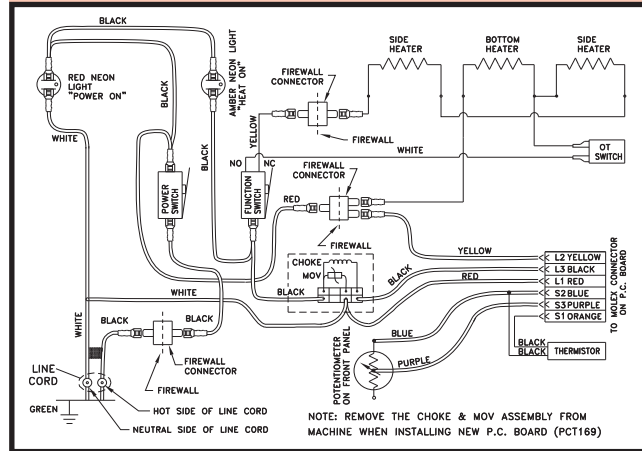 BLACK
SIDE
HEATER
BOTTOM
HEATER
SIDE
HEATER
RED NEON
LIGHT
"POWER ON"
BLACK
AMBER NEON LIGHT
"HEAT ON"
FIREWALL
CONNECTOR
YELLOW
FIREWALL
WHITE
BLACK
WHITE
OT
SWITCH
NO
NC
FIREWALL
CONNECTOR
POWER
SWITCH
FUNCTION
SWITCH
RED
FIREWALL
YELLOW
CHOKE
MOV
BLACK
RED
BLACK
WHITE
L2 YELLOW
L3 BLACK
L1 RED
S2 BLUE
S3 PURPLE
S1 ORANGE
TO MOLEX CONNECTOR
ON P.C. BOARD
WHITE
BLACK
BLACK
BLUE
PURPLE
BLACK
BLACK
THERMISTOR
POTENTIOMETER
ON FRONT PANEL
FIREWALL
CONNECTOR
LINE
CORD
FIREWALL
HOT SIDE OF LINE CORD
GREEN
NEUTRAL SIDE OF LINE CORD
NOTE: REMOVE THE CHOKE & MOV ASSEMBLY FROM
MACHINE WHEN INSTALLING NEW P.C. BOARD (PCT169)